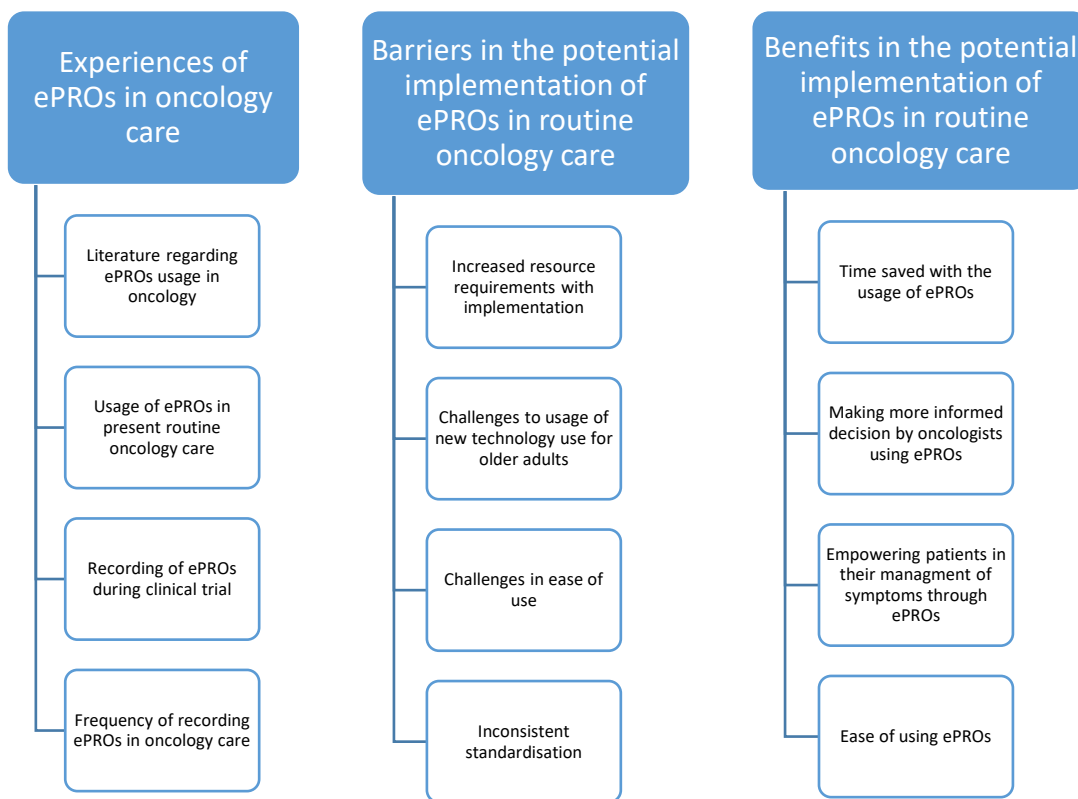 Experiences of
ePROs in oncology
care
Literature regarding
ePROs usage in
oncology
Usage of ePROs in
present routine
oncology care
Recording of ePROs
during clinical trial
Frequency of recording
ePROs in oncology care
Barriers in the potential
implementation of
ePROs in routine
oncology care
Increased resource
requirements with
implementation
Challenges to usage of
new technology use for
older adults
Challenges in ease of
use
Inconsistent
standardisation
Benefits in the potential
implementation of
ePROs in routine
oncology care
Time saved with the
usage of ePROs
Making more informed
decision by oncologists
using ePROs
Empowering patients in
their managment of
symptoms through
ePROs
Ease of using ePROs